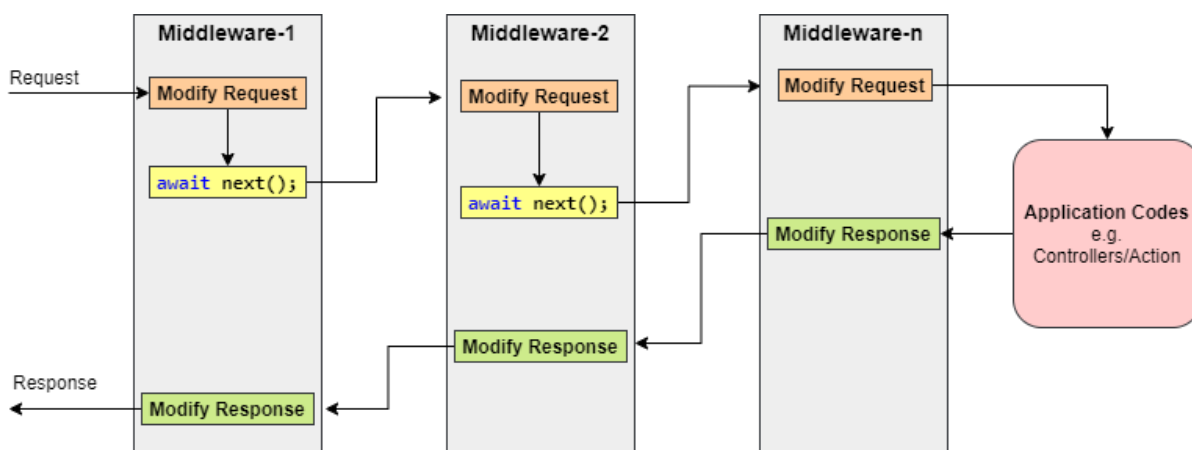 Middleware-1
Middleware-2
Middleware-n
Request
Modify Request
Modify Request
Modify Request
await next();
await next();
Application Codes
e.g.
Controllers/Action
Modify Response
Modify Response
Response
Modify Response